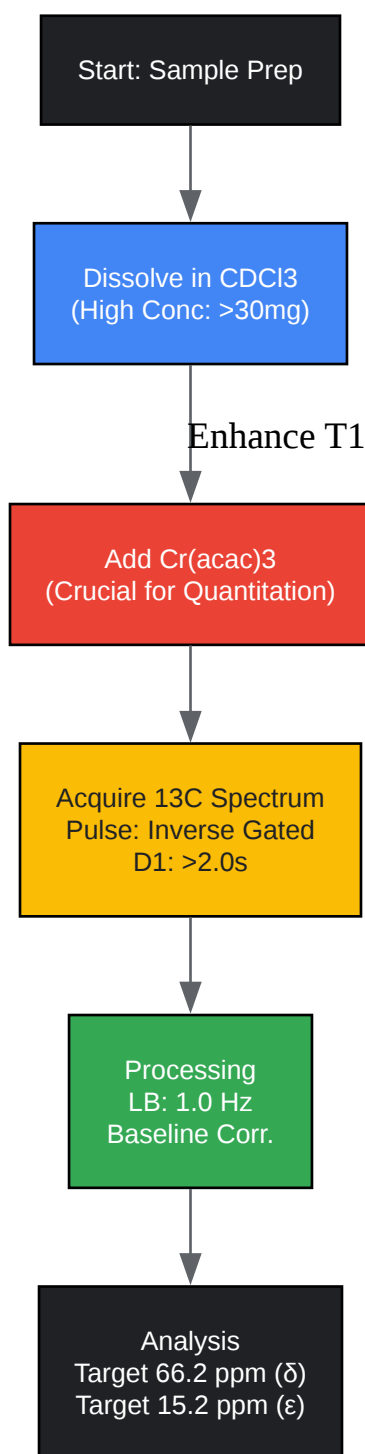 Start: Sample Prep
Dissolve in CDCl3
(High Conc: >30mg)
Enhance T1
Add Cr(acac)3
(Crucial for Quantitation)
Acquire 13C Spectrum
Pulse: Inverse Gated
D1: >2.0s
Processing
LB: 1.0 Hz
Baseline Corr.
Analysis
Target 66.2 ppm (δ)
Target 15.2 ppm (ε)